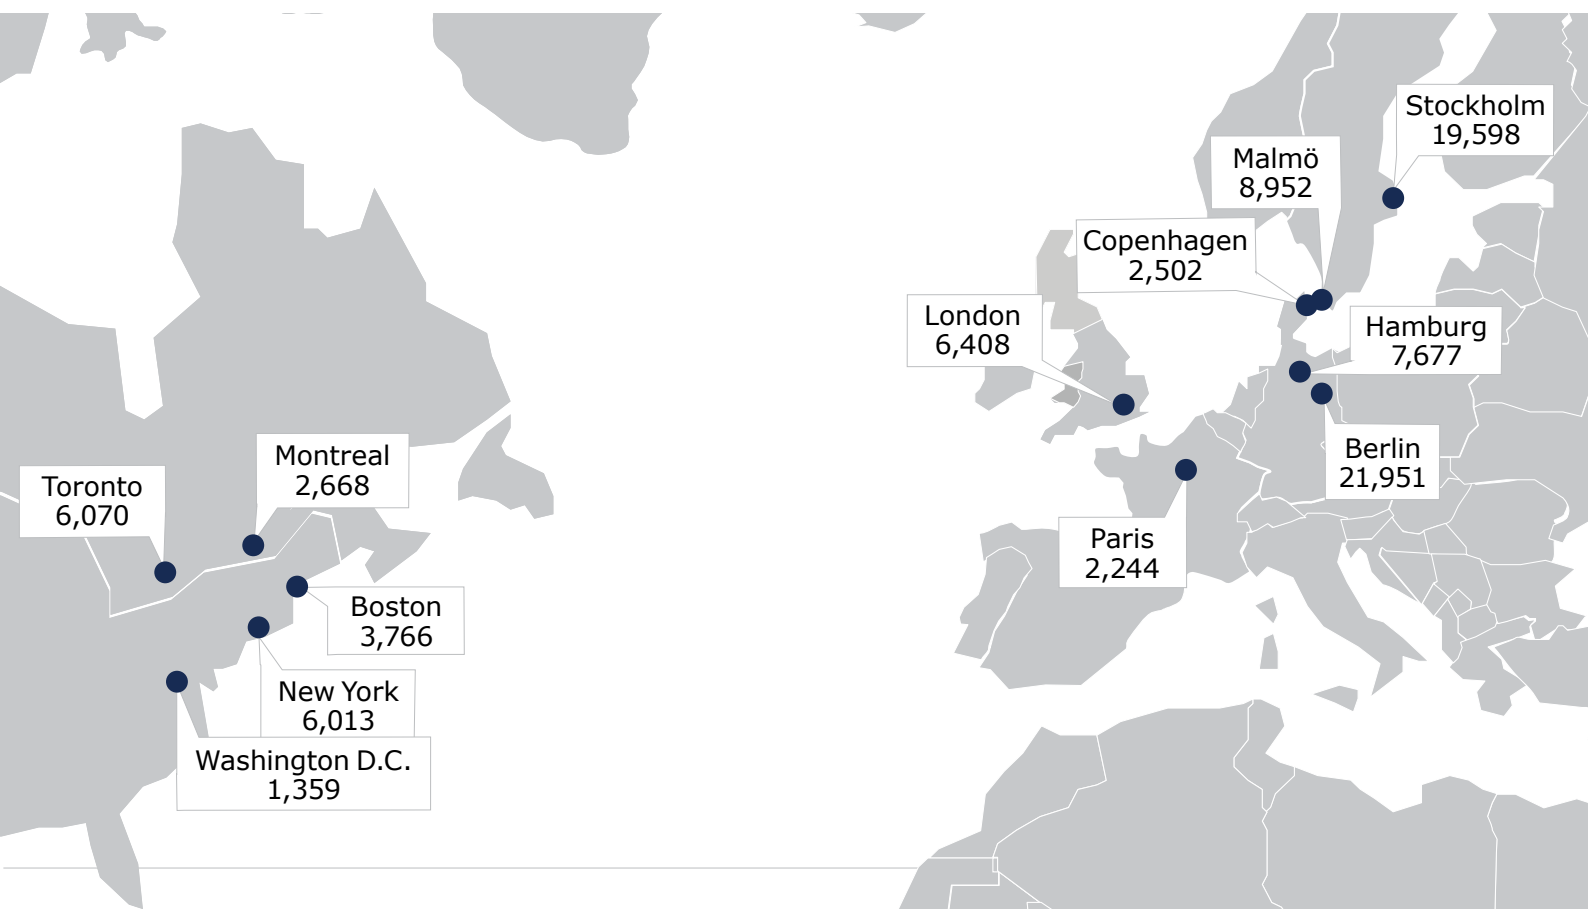 Stockholm
19,598
Malmö
8,952
Copenhagen
2,502
London
6,408
Hamburg
7,677
Berlin
21,951
Paris
2,244
Montreal
2,668
Toronto
6,070
Boston
3,766
New York
6,013
Washington D.C.
1,359